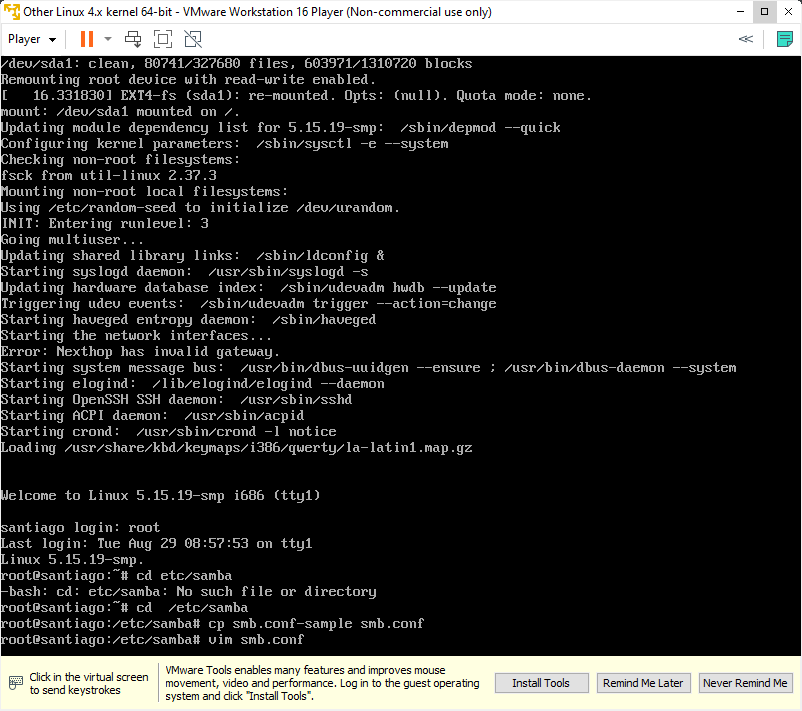 Other Linux 4.x kernel 64-bit - VMware Workstation 16 Player (Non-commercial use only)
Player
/dev/sda1: clean, 80741/327680 files, 603971/1310720 blocks
Remounting root device with read-write enabled.
[   16.331830] EXT4-fs (sda1): re-mounted. Opts: (null). Quota mode: none.
mount: /dev/sda1 mounted on /.
Updating module dependency list for 5.15.19-smp:  /sbin/depmod --quick
Configuring kernel parameters:  /sbin/sysctl -e --system
Checking non-root filesystems:
fsck from util-linux 2.37.3
Mounting non-root local filesystems:
Using /etc/random-seed to initialize /dev/urandom.
INIT: Entering runlevel: 3
Going multiuser...
Updating shared library links:  /sbin/ldconfig &
Starting syslogd daemon:  /usr/sbin/syslogd -s
Updating hardware database index:  /sbin/udevadm hwdb --update
Triggering udev events:  /sbin/udevadm trigger --action=change
Starting haveged entropy daemon:  /sbin/haveged
Starting the network interfaces...
Error: Nexthop has invalid gateway.
Starting system message bus:  /usr/bin/dbus-uuidgen --ensure ; /usr/bin/dbus-daemon --system
Starting elogind:  /lib/elogind/elogind --daemon
Starting OpenSSH SSH daemon:  /usr/sbin/sshd
Starting ACPI daemon:  /usr/sbin/acpid
Starting crond:  /usr/sbin/crond -l notice
Loading /usr/share/kbd/keymaps/i386/qwerty/la-latin1.map.gz
Welcome to Linux 5.15.19-smp i686 (tty1)
santiago login: root
Last login: Tue Aug 29 08:57:53 on tty1
Linux 5.15.19-smp.
root@santiago:~# cd etc/samba
-bash: cd: etc/samba: No such file or directory
root@santiago:~# cd  /etc/samba
root@santiago:/etc/samba# cp smb.conf-sample smb.conf
root@santiago:/etc/samba# vim smb.conf
Click in the virtual screen
to send keystrokes
VMware Tools enables many features and improves mouse
movement, video and performance. Log in to the guest operating
system and click "Install Tools".
Install Tools
Remind Me Later
Never Remind Me